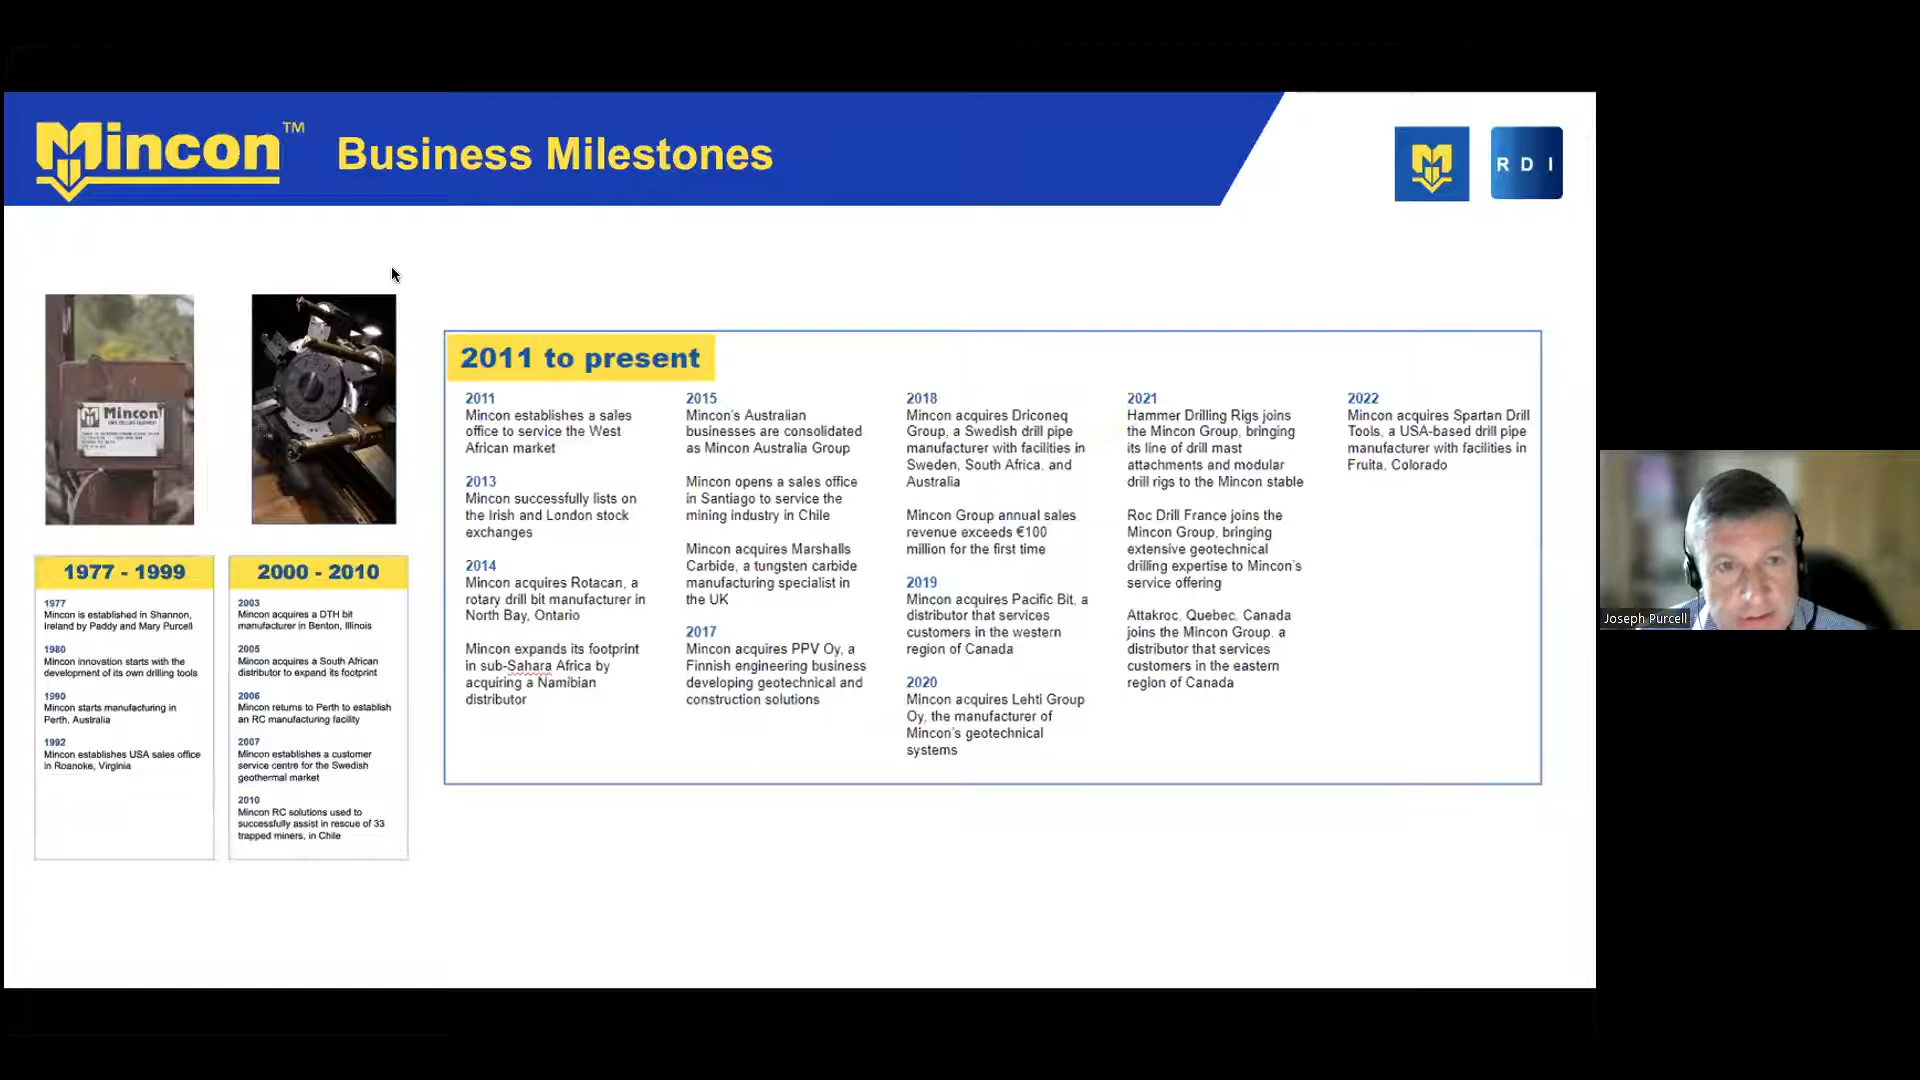 Mincon™
Business Milestones
R D I
Mincon
1977 - 1999
1977
Mincon is established in Shannon,
Ireland by Paddy and Mary Purcell
1980
Mincon innovation starts with the
development of its own drilling tools
1990
Mincon starts manufacturing in
Perth, Australia
1992
Mincon establishes USA sales office
in Roanoke, Virginia
2000 - 2010
2003
Mincon acquires a DTH bit
manufacturer in Benton, Illinois
2005
Mincon acquires a South African
distributor to expand its footprint
2006
Mincon returns to Perth to establish
an RC manufacturing facility
2007
Mincon establishes a customer
service centre for the Swedish
geothermal market
2010
Mincon RC solutions used to
successfully assist in rescue of 33
trapped miners, in Chile
2011 to present
2011
Mincon establishes a sales
office to service the West
African market
2013
Mincon successfully lists on
the Irish and London stock
exchanges
2014
Mincon acquires Rotacan, a
rotary drill bit manufacturer in
North Bay, Ontario
Mincon expands its footprint
in sub-Sahara Africa by
acquiring a Namibian
distributor
2015
Mincon's Australian
businesses are consolidated
as Mincon Australia Group
Mincon opens a sales office
in Santiago to service the
mining industry in Chile
Mincon acquires Marshalls
Carbide, a tungsten carbide
manufacturing specialist in
the UK
2017
Mincon acquires PPV Oy, a
Finnish engineering business
developing geotechnical and
construction solutions
2018
Mincon acquires Driconeq
Group, a Swedish drill pipe
manufacturer with facilities in
Sweden, South Africa, and
Australia
Mincon Group annual sales
revenue exceeds €100
million for the first time
2019
Mincon acquires Pacific Bit, a
distributor that services
customers in the western
region of Canada
2020
Mincon acquires Lehti Group
Oy, the manufacturer of
Mincon's geotechnical
systems
2021
Hammer Drilling Rigs joins
the Mincon Group, bringing
its line of drill mast
attachments and modular
drill rigs to the Mincon stable
Roc Drill France joins the
Mincon Group, bringing
extensive geotechnical
drilling expertise to Mincon's
service offering
Attakroc, Quebec, Canada
joins the Mincon Group, a
distributor that services
customers in the eastern
region of Canada
2022
Mincon acquires Spartan Drill
Tools, a USA-based drill pipe
manufacturer with facilities in
Fruita, Colorado
Joseph Purcell